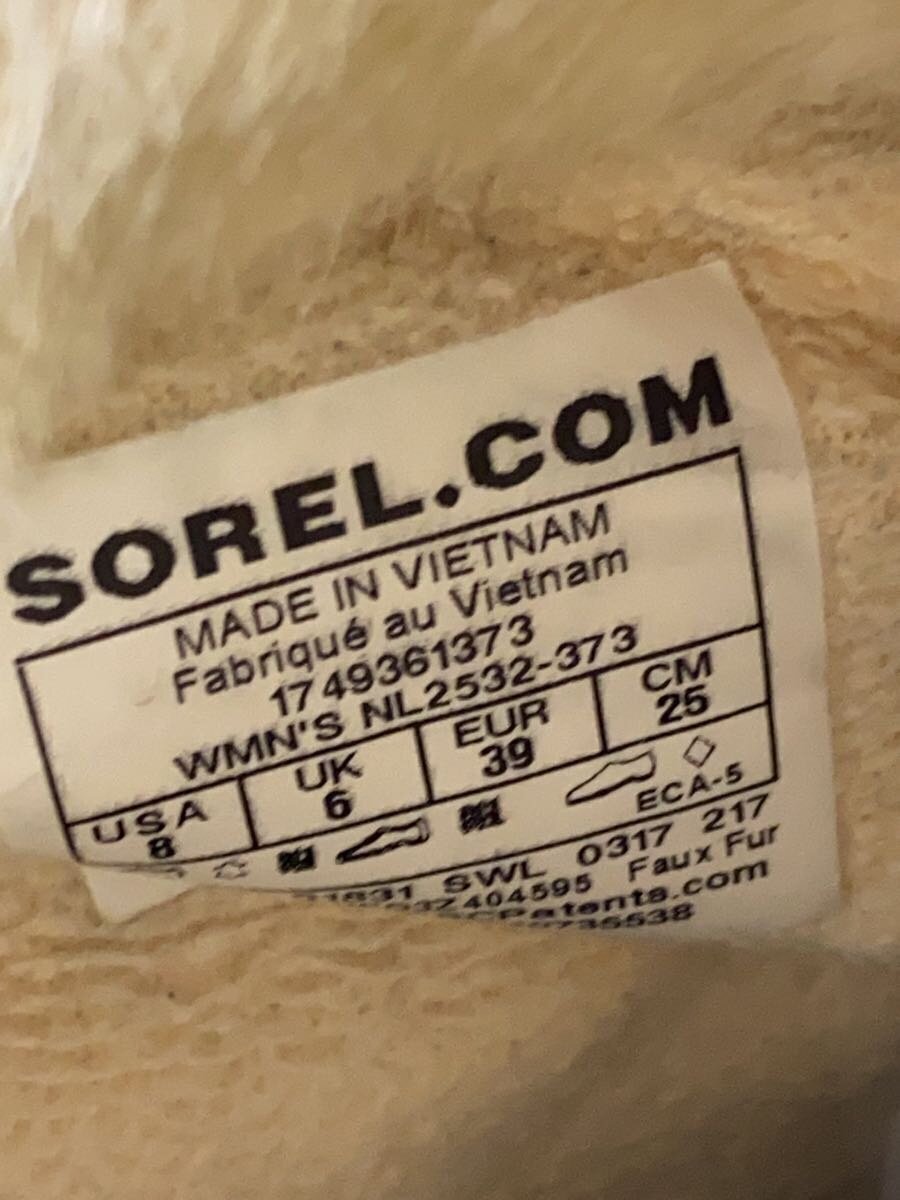 SOREL.COM
MADE IN VIETNAM
Fabriqué au Vietnam
1749361373
WMN'S NL2532-373
USA UK EUR CM
8 6 39 25
ECA-5
SWL 0317 217
Faux Fur